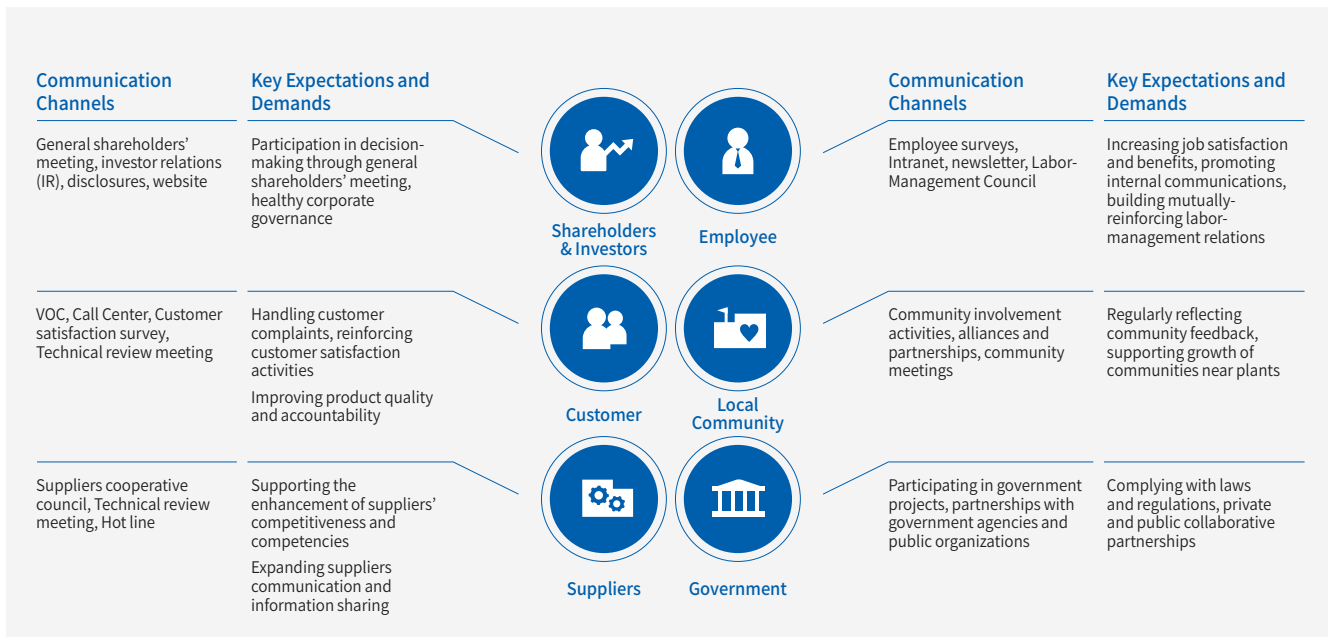 Communication
Channels
Key Expectations and
Demands
General shareholders’
meeting, investor relations
(IR), disclosures, website
Participation in decision-
making through general
shareholders’ meeting,
healthy corporate
governance
Shareholders
& Investors
VOC, Call Center, Customer
satisfaction survey,
Technical review meeting
Handling customer
complaints, reinforcing
customer satisfaction
activities
Improving product quality
and accountability
Customer
Suppliers cooperative
council, Technical review
meeting, Hot line
Supporting the
enhancement of suppliers’
competitiveness and
competencies
Expanding suppliers
communication and
information sharing
Suppliers
Communication
Channels
Key Expectations and
Demands
Employee
Employee surveys,
Intranet, newsletter, Labor-
Management Council
Increasing job satisfaction
and benefits, promoting
internal communications,
building mutually-
reinforcing labor-
management relations
Local
Community
Community involvement
activities, alliances and
partnerships, community
meetings
Regularly reflecting
community feedback,
supporting growth of
communities near plants
Government
Participating in government
projects, partnerships with
government agencies and
public organizations
Complying with laws
and regulations, private
and public collaborative
partnerships